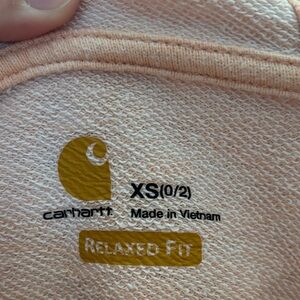 XS(0/2)
carhartt Made in Vietnam
RELAXED FIT